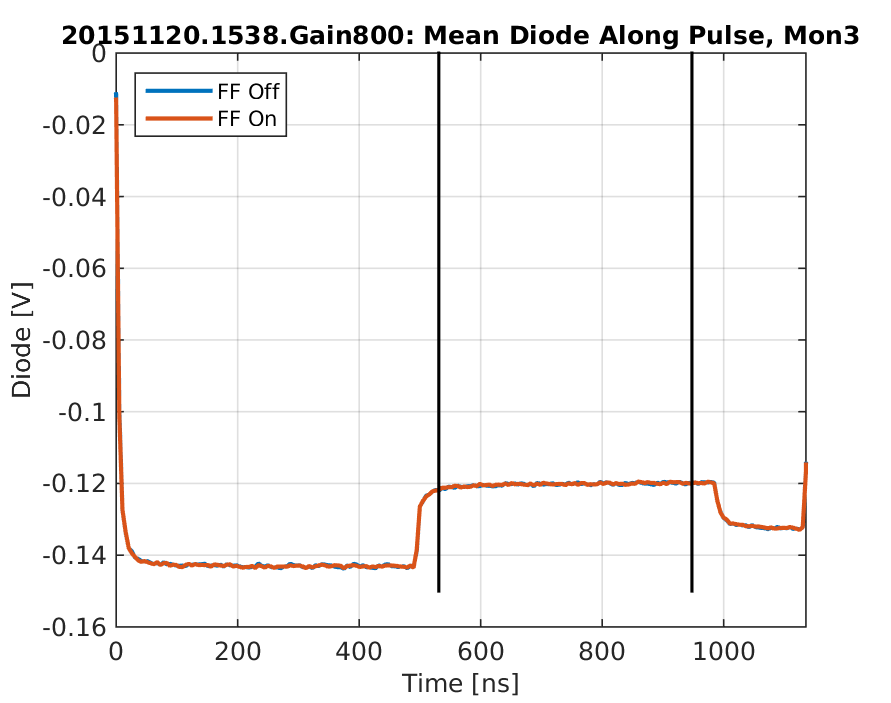 20151120.1538.Gain800: Mean Diode Along Pulse, Mon3
0
-0.02
-0.04
-0.06
-0.08
-0.1
-0.12
-0.14
-0.16
Diode [V]
FF Off
FF On
0 200 400 600 800 1000
Time [ns]